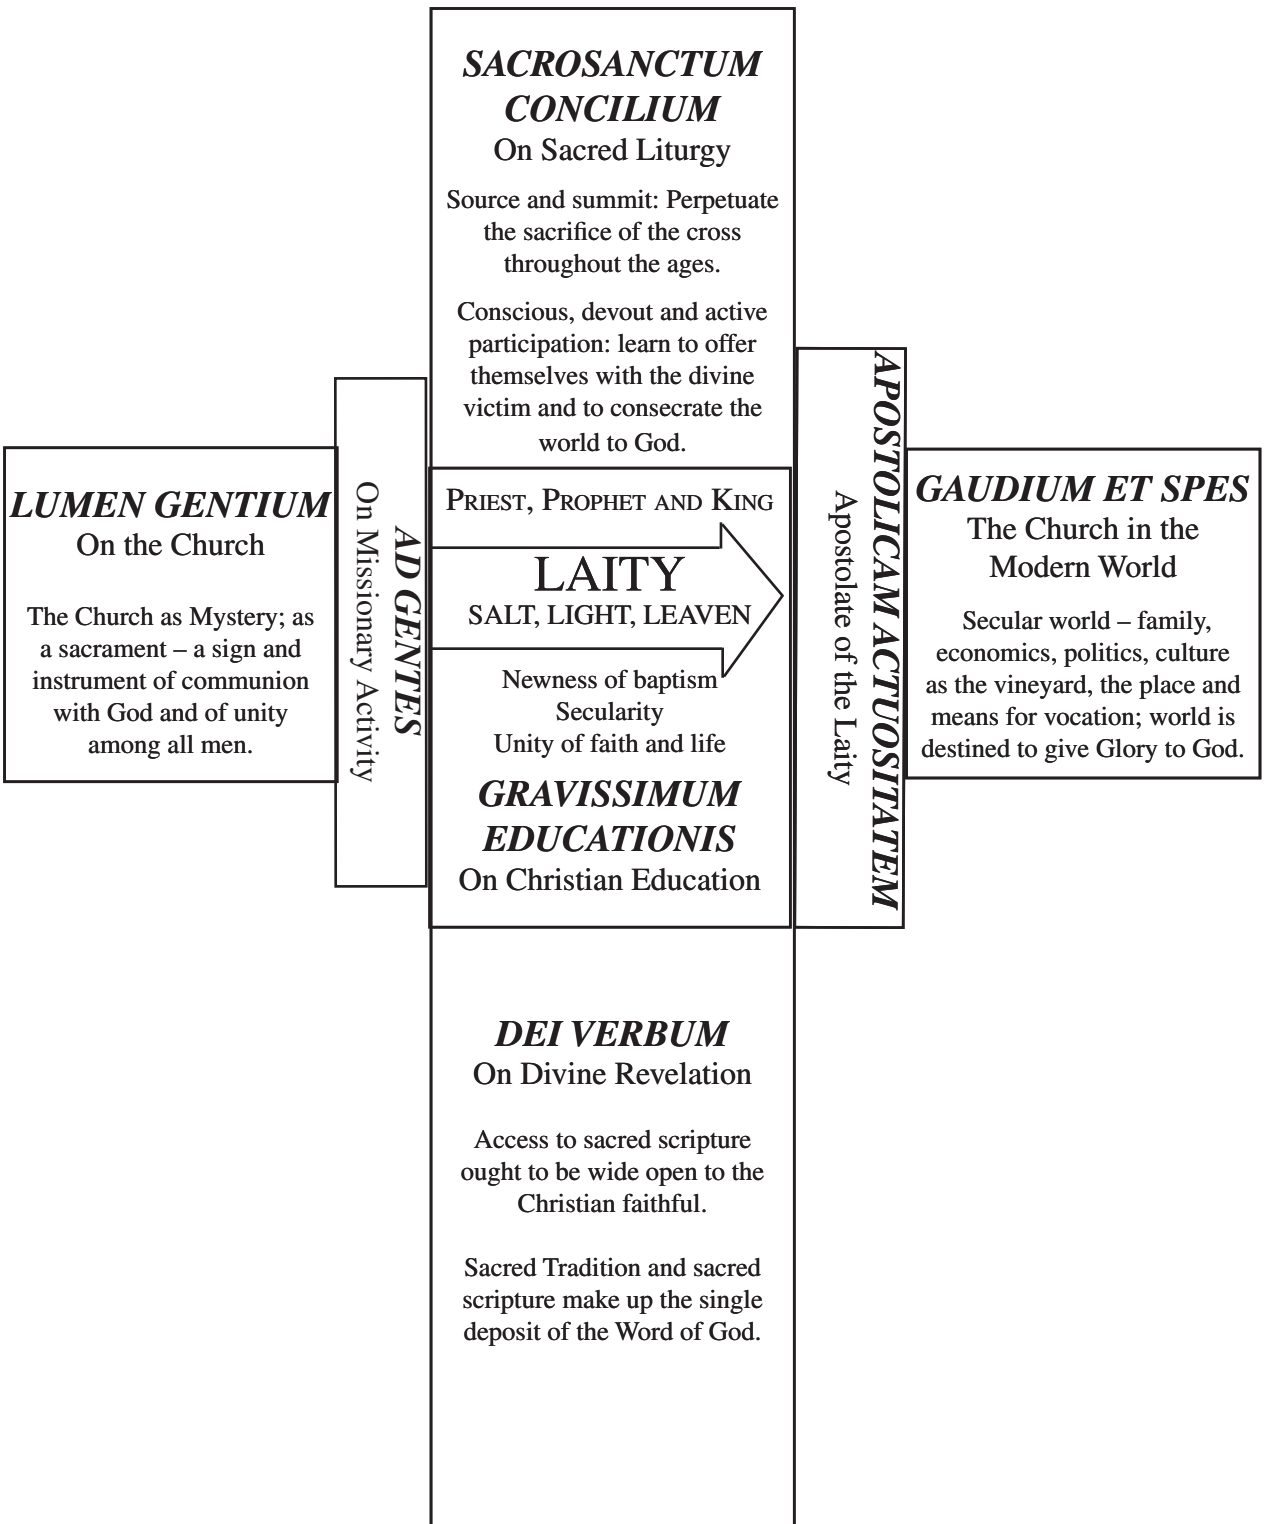 SACROSANCTUM
CONCILIUM
On Sacred Liturgy
Source and summit: Perpetuate
the sacrifice of the cross
throughout the ages.
Conscious, devout and active
participation: learn to offer
themselves with the divine
victim and to consecrate the
world to God.
LUMEN GENTIUM
On the Church
The Church as Mystery; as
a sacrament – a sign and
instrument of communion
with God and of unity
among all men.
AD GENTES
On Missionary Activity
PRIEST, PROPHET AND KING
LAITY
SALT, LIGHT, LEAVEN
Newness of baptism
Secularity
Unity of faith and life
GRAVISSIMUM
EDUCATIONIS
On Christian Education
APOSTOLICAM ACTUOSITATEM
Apostolate of the Laity
GAUDIUM ET SPES
The Church in the
Modern World
Secular world – family,
economics, politics, culture
as the vineyard, the place and
means for vocation; world is
destined to give Glory to God.
DEI VERBUM
On Divine Revelation
Access to sacred scripture
ought to be wide open to the
Christian faithful.
Sacred Tradition and sacred
scripture make up the single
deposit of the Word of God.